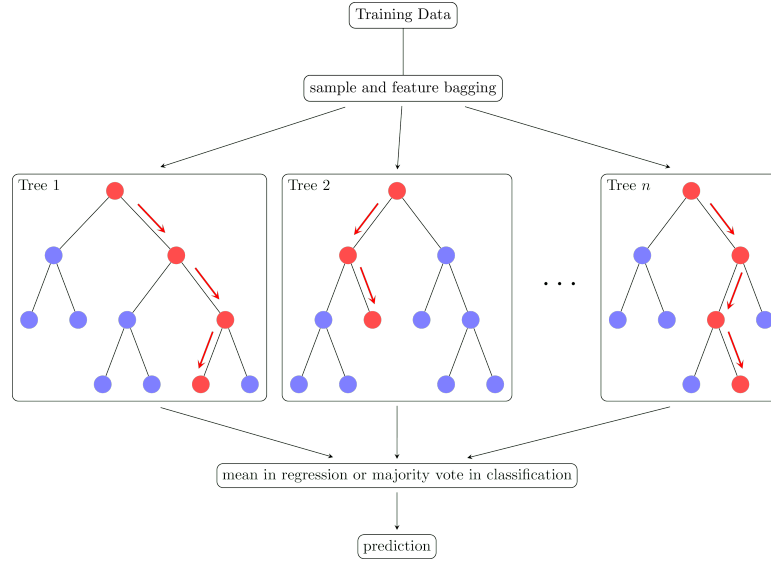 Training Data
sample and feature bagging
Tree 1
Tree 2
Tree n
. . .
mean in regression or majority vote in classification
prediction